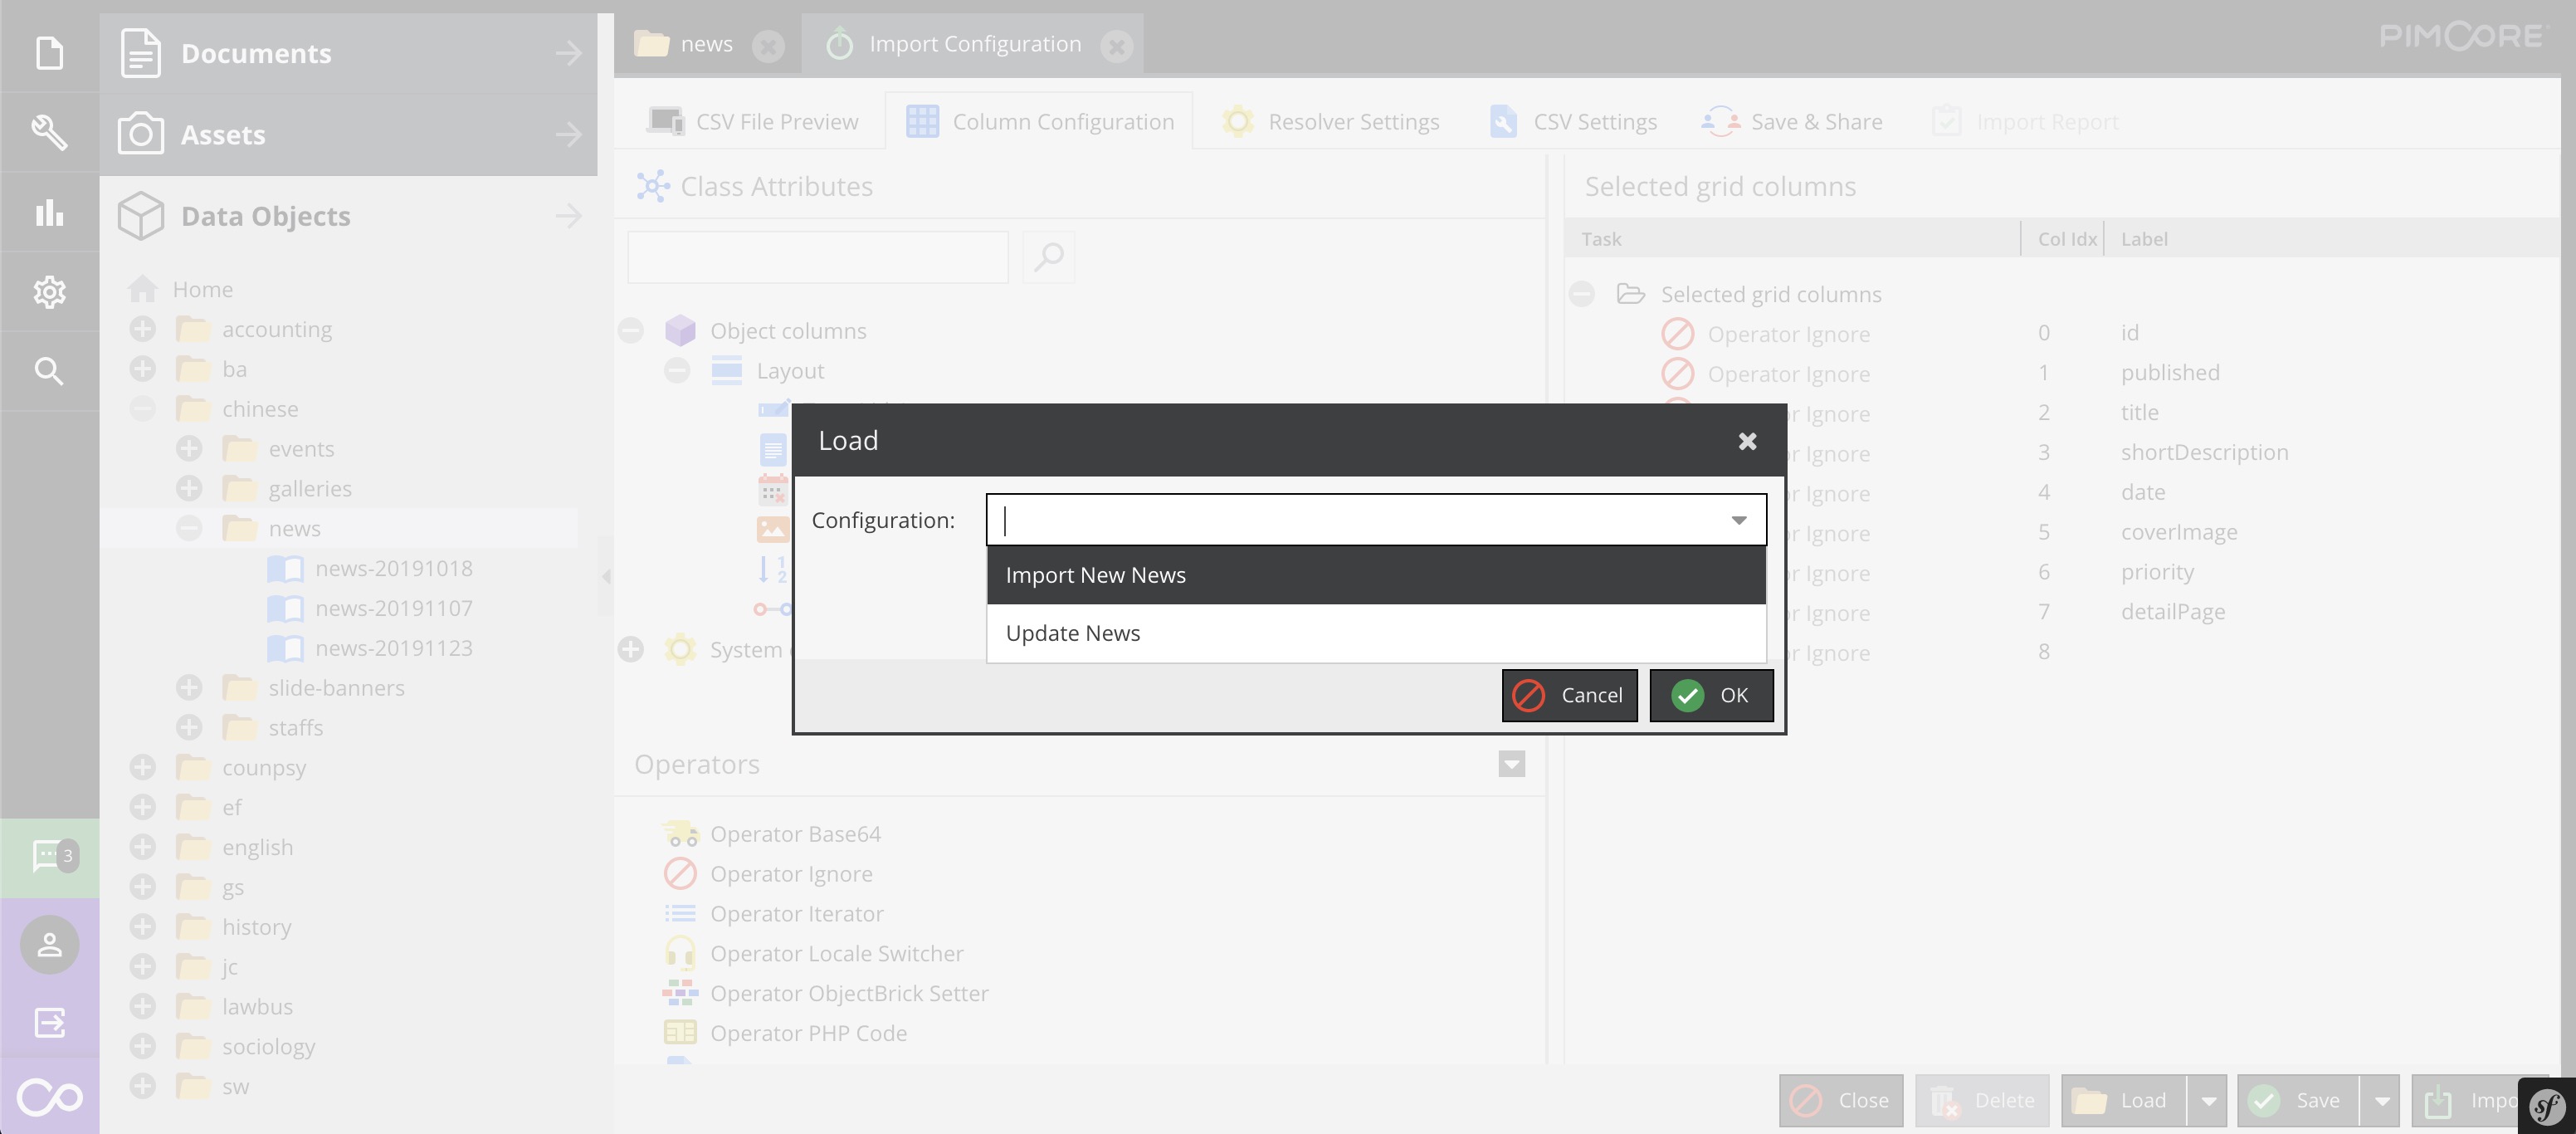 Documents
Assets
Data Objects
Home
accounting
ba
chinese
events
galleries
news
news-20191018
news-20191107
news-20191123
slide-banners
staffs
counpsy
ef
english
gs
history
jc
lawbus
sociology
sw
3
news
Import Configuration
PIMCORE
CSV File Preview
Column Configuration
Resolver Settings
CSV Settings
Save & Share
Import Report
Class Attributes
Object columns
Layout
System
Operators
Operator Base64
Operator Ignore
Operator Iterator
Operator Locale Switcher
Operator ObjectBrick Setter
Operator PHP Code
Load
Configuration:
Import New News
Update News
Cancel
OK
Selected grid columns
Task Col Idx Label
Selected grid columns
Operator Ignore 0 id
Operator Ignore 1 published
Ignore 2 title
Ignore 3 shortDescription
Ignore 4 date
Ignore 5 coverImage
Ignore 6 priority
Ignore 7 detailPage
Ignore 8
Close
Delete
Load
Save
sf